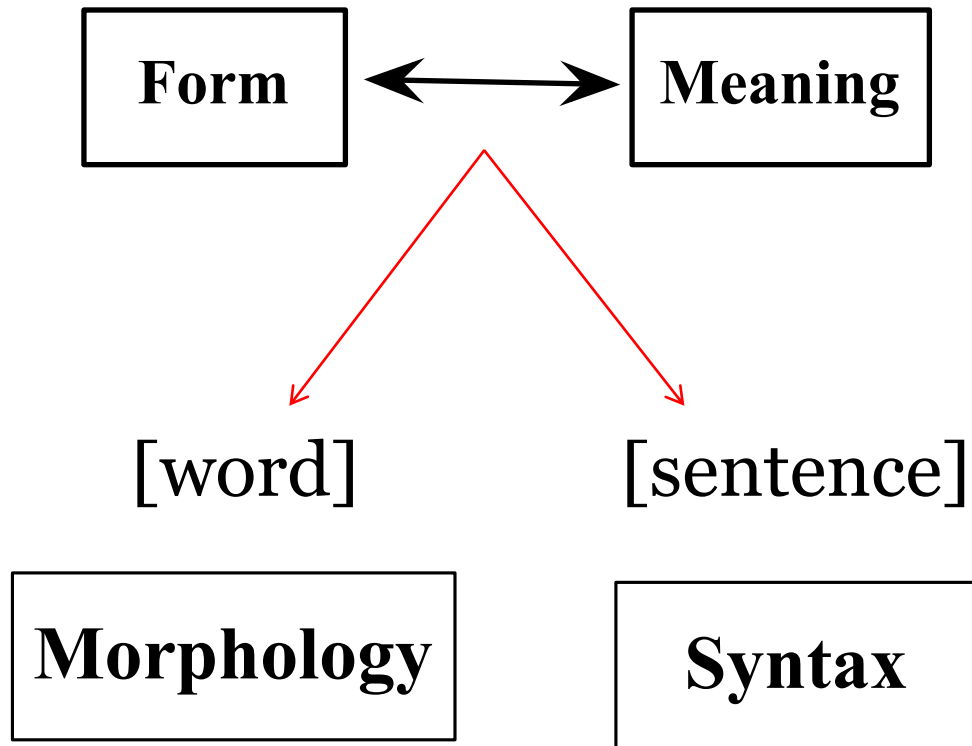 Form
Meaning
[word]
[sentence]
Morphology
Syntax